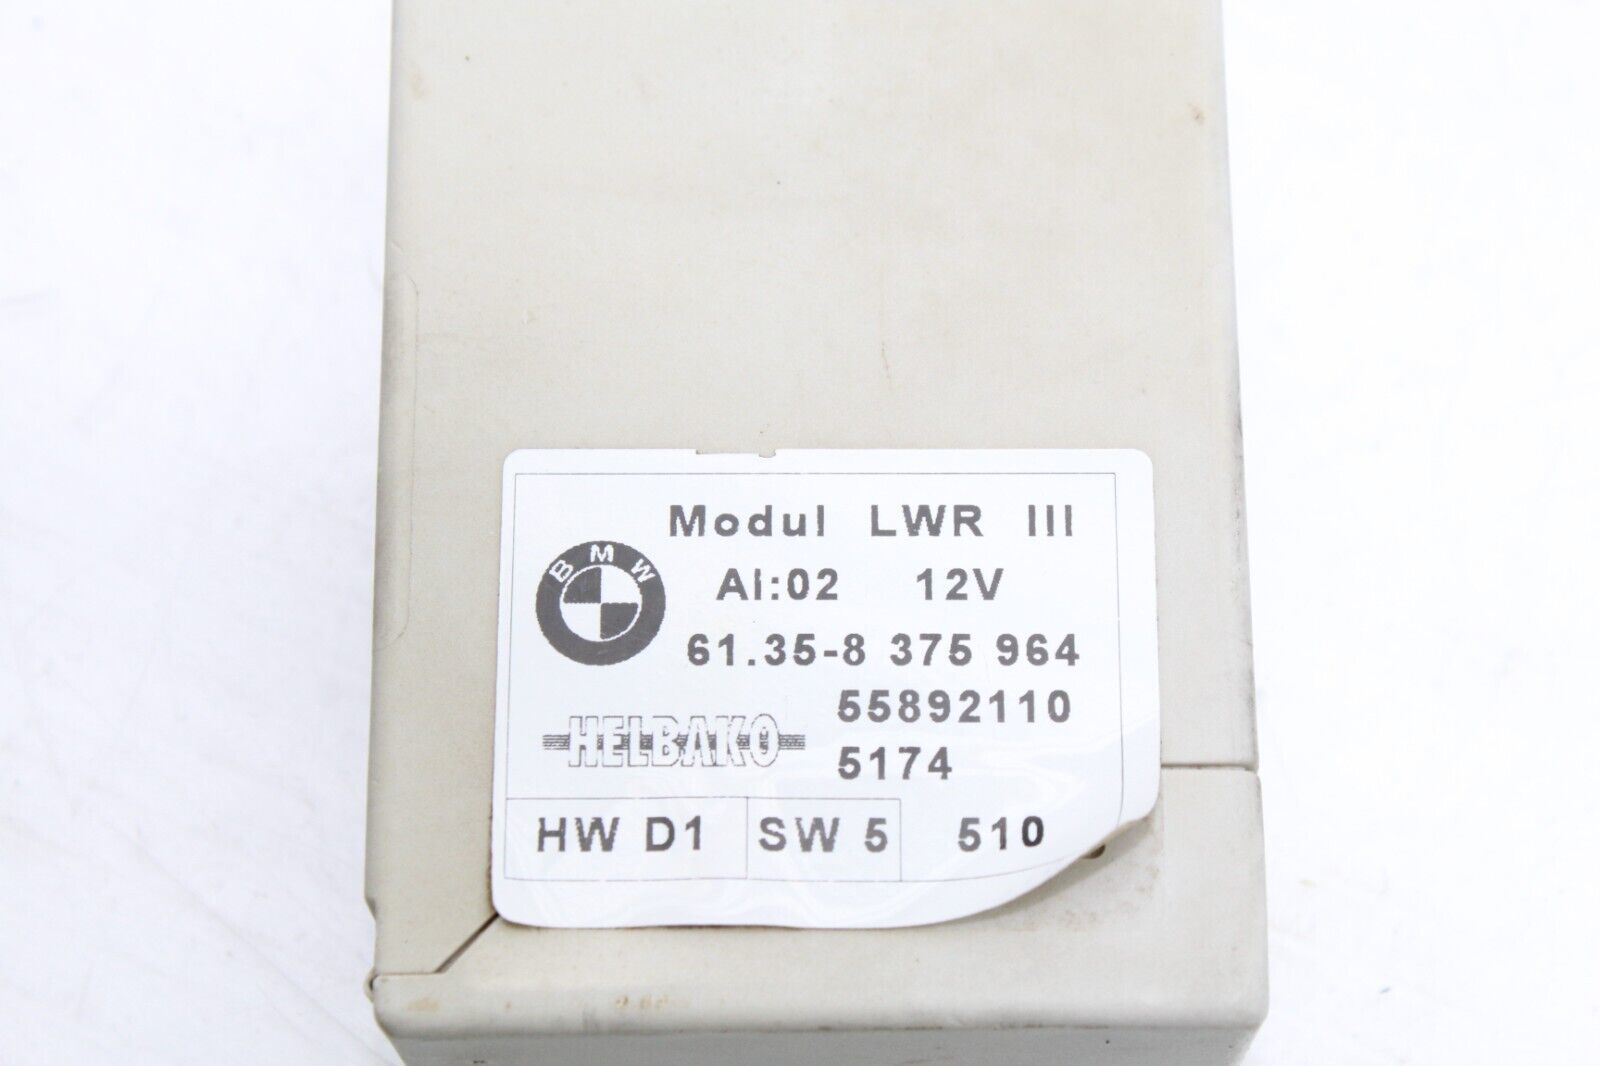 Modul LWR III
BMW
AI:02 12V
61.35-8 375 964
55892110
HELBAKO
5174
HW D1 SW 5 510